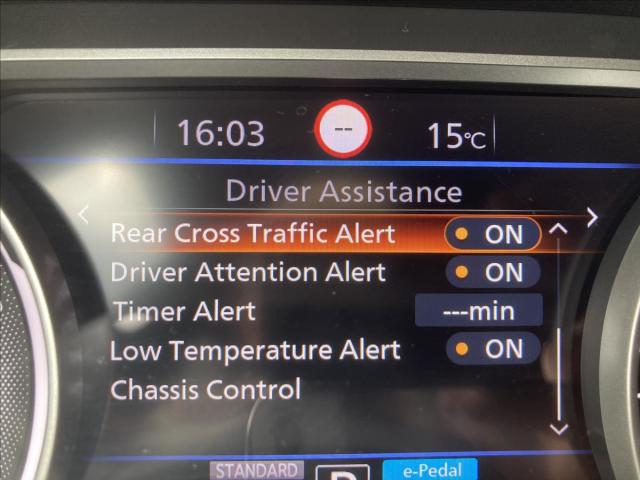 16:03 -- 15°C
Driver Assistance
Rear Cross Traffic Alert ON
Driver Attention Alert ON
Timer Alert ---min
Low Temperature Alert ON
Chassis Control
STANDARD e-Pedal